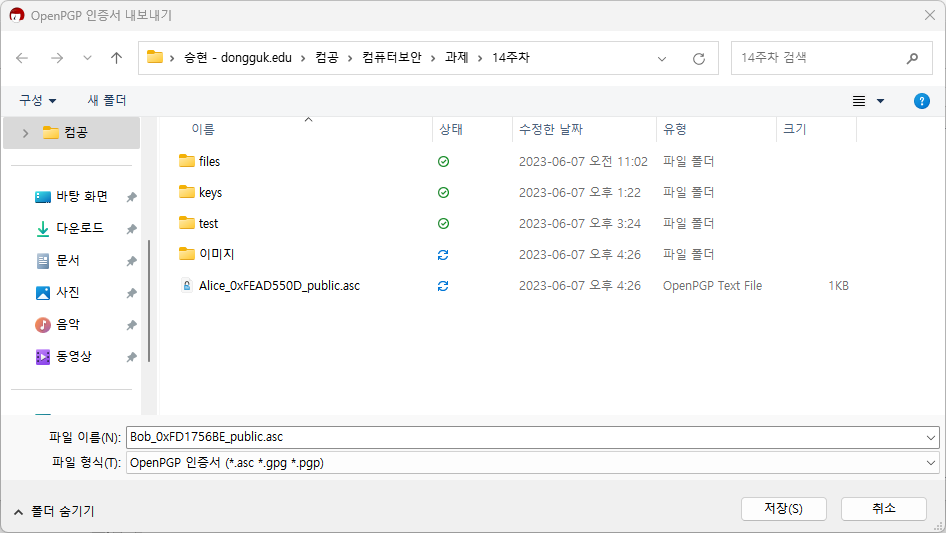 OpenPGP 인증서 내보내기
승현 - dongguk.edu > 컴공 > 컴퓨터보안 > 과제 > 14주차
14주차 검색
구성 새 폴더
컴공
바탕 화면
다운로드
문서
사진
음악
동영상
이름 상태 수정한 날짜 유형 크기
files 2023-06-07 오전 11:02 파일 폴더
keys 2023-06-07 오후 1:22 파일 폴더
test 2023-06-07 오후 3:24 파일 폴더
이미지 2023-06-07 오후 4:26 파일 폴더
Alice_0xFEAD550D_public.asc 2023-06-07 오후 4:26 OpenPGP Text File 1KB
파일 이름(N): Bob_0xFD1756BE_public.asc
파일 형식(T): OpenPGP 인증서 (*.asc *.gpg *.pgp)
폴더 숨기기
저장(S) 취소